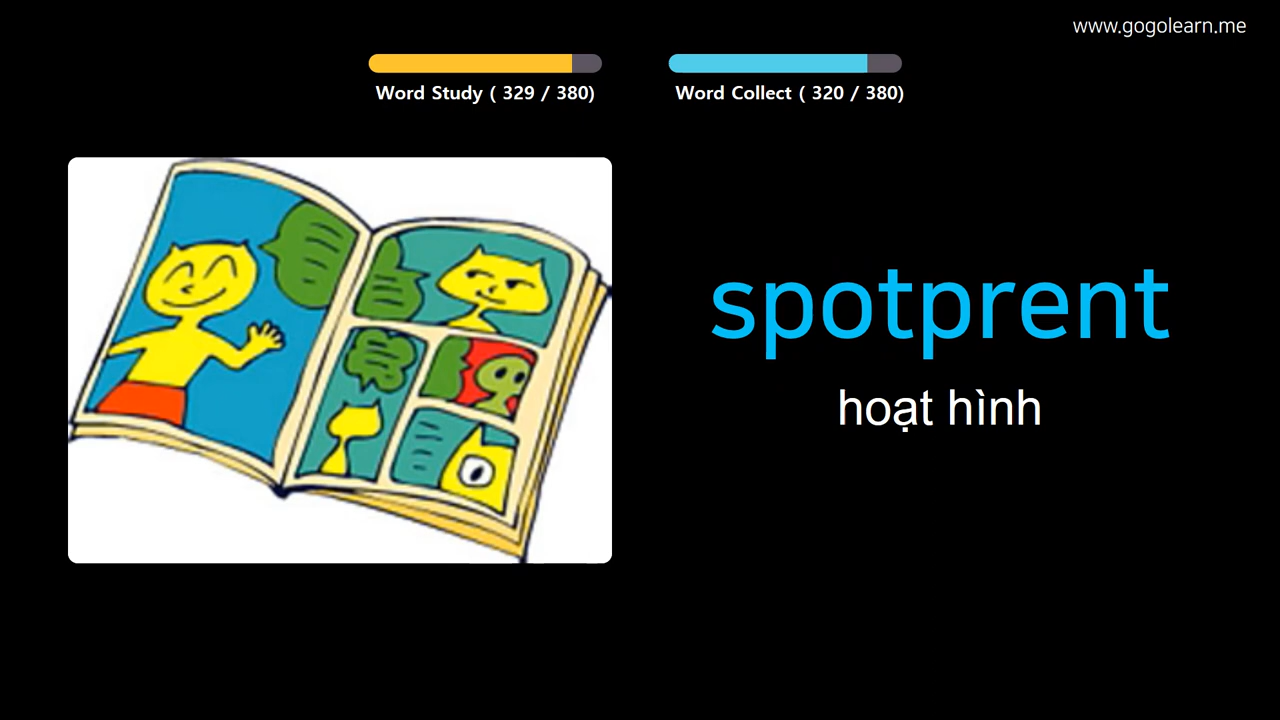 www.gogolearn.me
Word Study ( 329 / 380)
Word Collect ( 320 / 380)
spotprent
hoạt hình